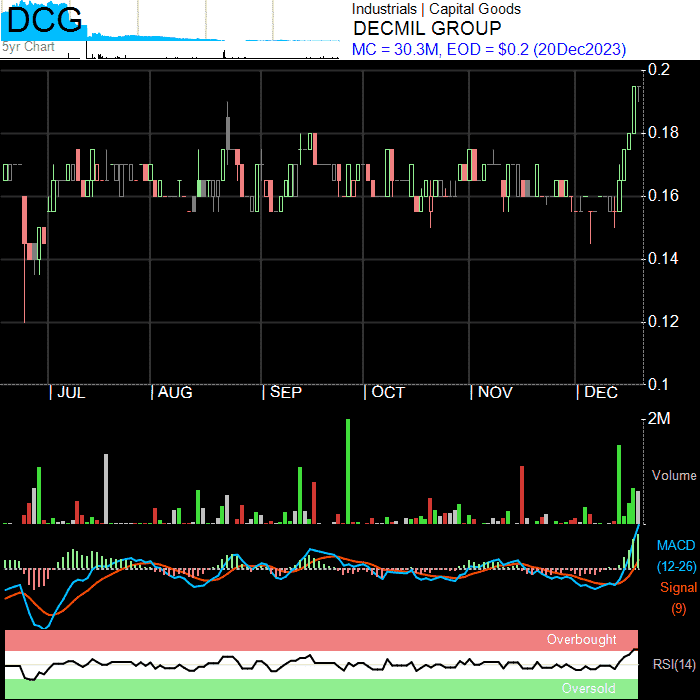 DCG
5yr Chart
Industrials | Capital Goods
DECMIL GROUP
MC = 30.3M, EOD = $0.2 (20Dec2023)
0.2
0.18
0.16
0.14
0.12
0.1
| JUL | AUG | SEP | OCT | NOV | DEC
2M
Volume
MACD
(12-26)
Signal
(9)
Overbought
RSI(14)
Oversold